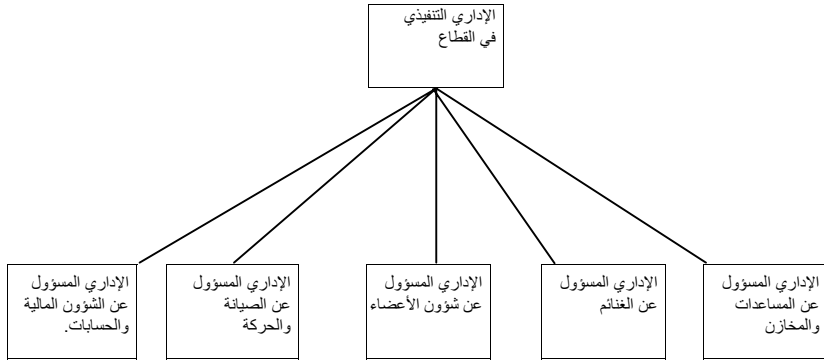 الإداري التنفيذي
في القطاع
الإداري المسؤول
عن المساعدات
والمخازن
الإداري المسؤول
عن الغنائم
الإداري المسؤول
عن شؤون الأعضاء
الإداري المسؤول
عن الصيانة
والحركة
الإداري المسؤول
عن الشؤون المالية
والحسابات.